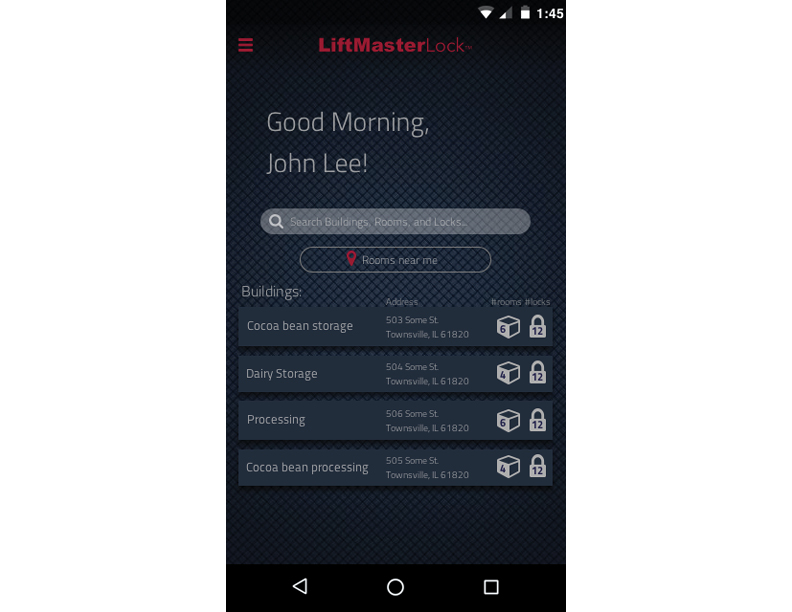 1:45
LiftMasterLock™
Good Morning,
John Lee!
Search Buildings, Rooms, and Locks...
Rooms near me
Buildings:
Address #rooms #locks
Cocoa bean storage
503 Some St.
Townsville, IL 61820
6 12
Dairy Storage
504 Some St.
Townsville, IL 61820
4 12
Processing
506 Some St.
Townsville, IL 61820
6 12
Cocoa bean processing
505 Some St.
Townsville, IL 61820
4 12